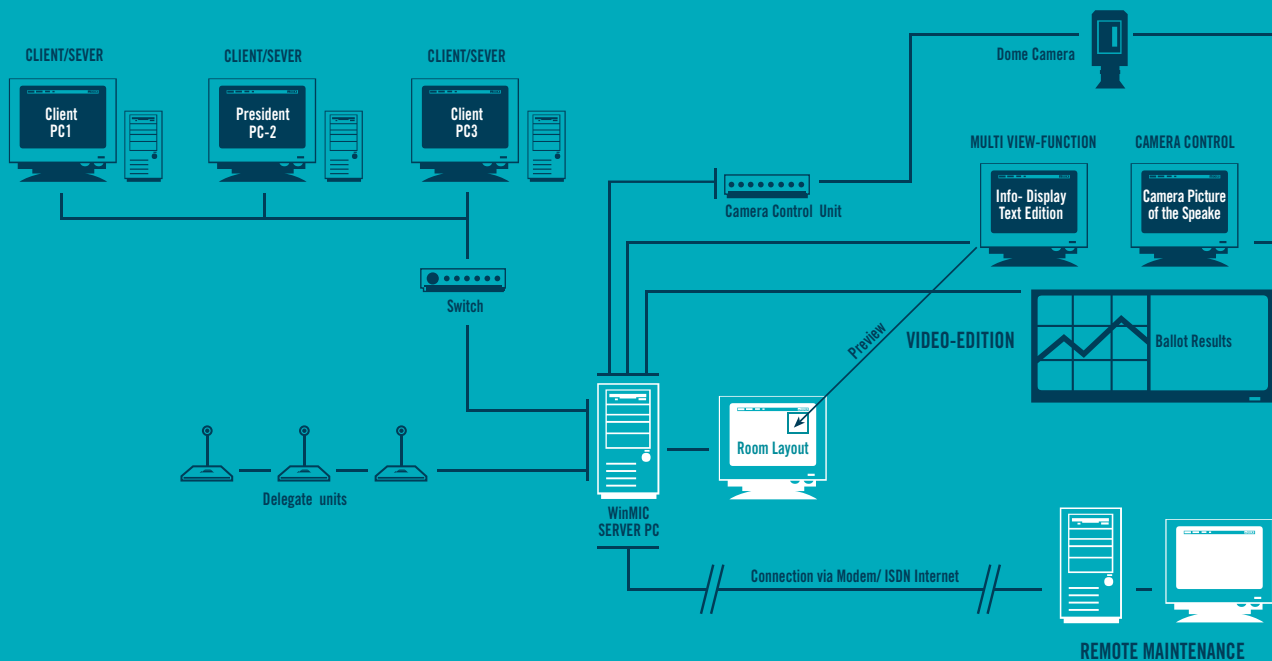 CLIENT/SEVER
CLIENT/SEVER
CLIENT/SEVER
Client
PC1
President
PC-2
Client
PC3
Dome Camera
MULTI VIEW-FUNCTION
CAMERA CONTROL
Info- Display
Text Edition
Camera Picture
of the Speake
Camera Control Unit
Switch
Preview
VIDEO-EDITION
Ballot Results
Room Layout
Delegate units
WinMIC
SERVER PC
Connection via Modem/ ISDN Internet
REMOTE MAINTENANCE